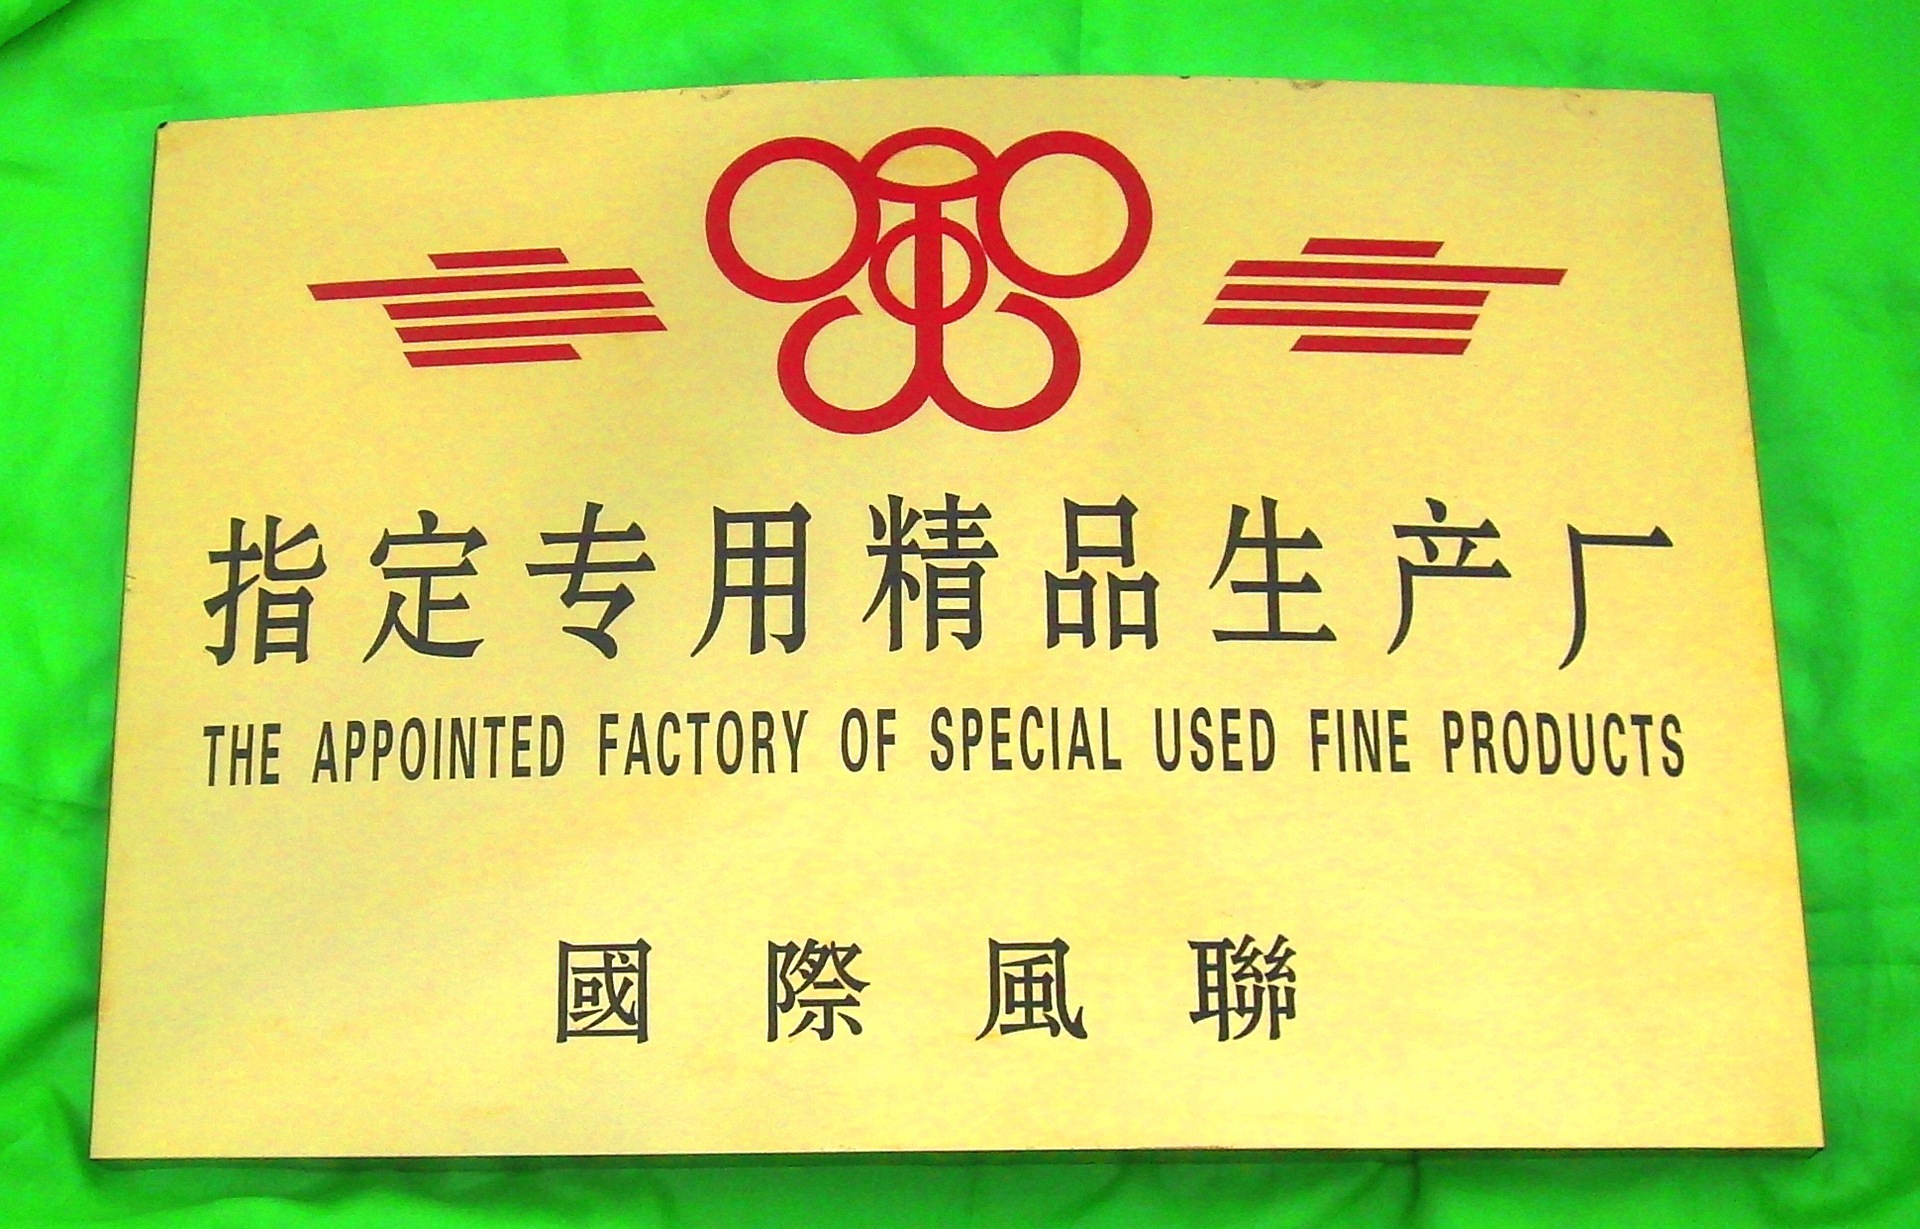 指定专用精品生产厂
THE APPOINTED FACTORY OF SPECIAL USED FINE PRODUCTS
國際風聯